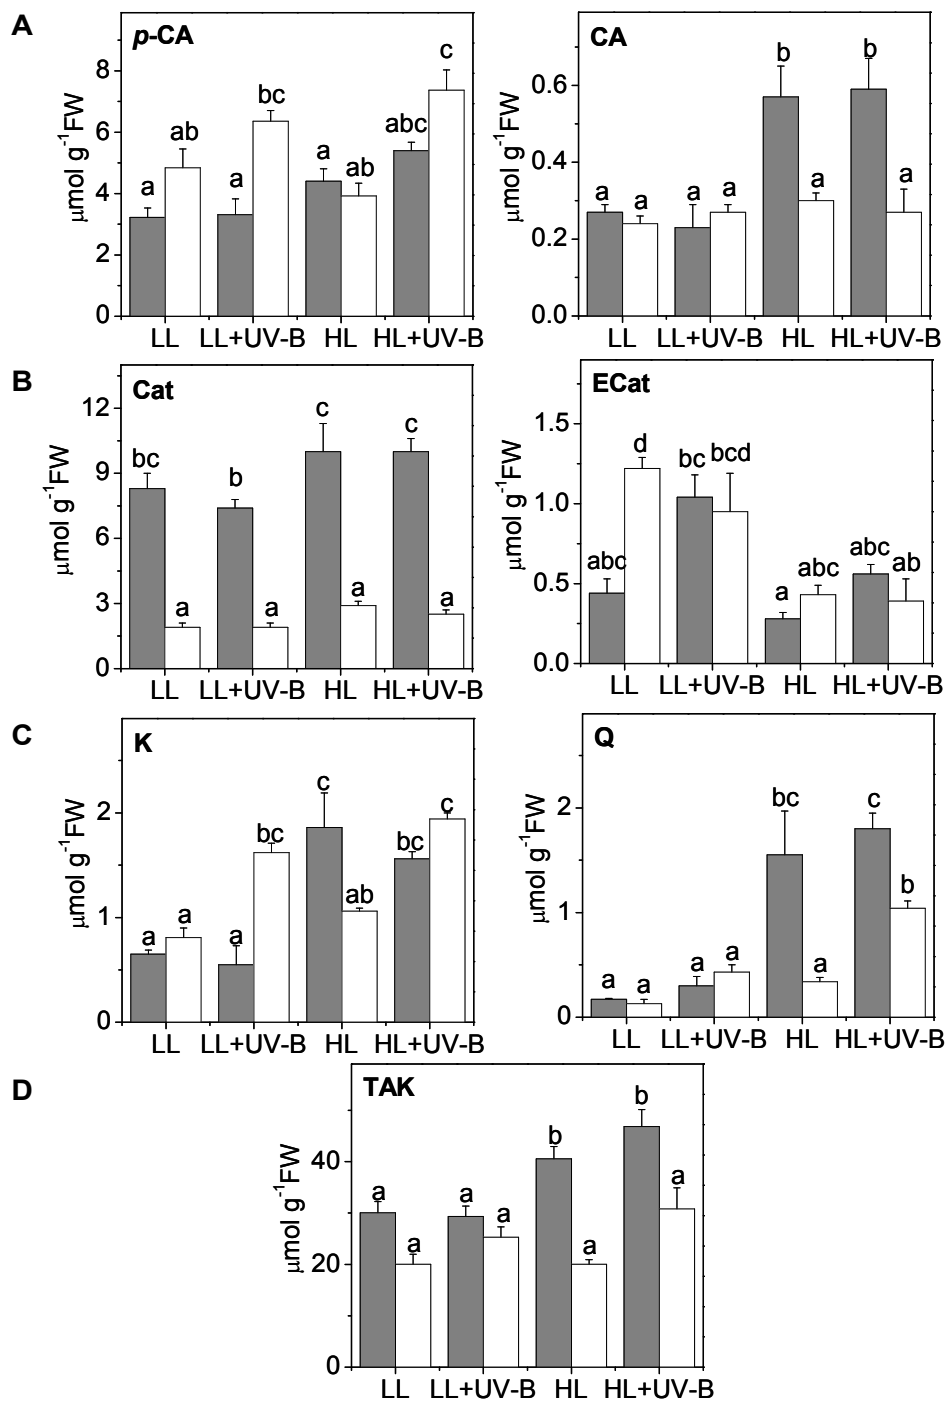 A
p-CA
μmol g-1FW
8
6
4
2
0
a
ab
a
bc
a
ab
abc
c
LL
LL+UV-B
HL
HL+UV-B
CA
μmol g-1FW
0.6
0.4
0.2
0.0
a
a
a
a
b
a
b
a
LL
LL+UV-B
HL
HL+UV-B
B
Cat
μmol g-1FW
12
9
6
3
0
bc
a
b
a
c
a
c
a
LL
LL+UV-B
HL
HL+UV-B
ECat
μmol g-1FW
1.5
1.0
0.5
0.0
abc
d
bc
bcd
a
abc
abc
ab
LL
LL+UV-B
HL
HL+UV-B
C
K
μmol g-1FW
2
1
0
a
a
a
bc
c
ab
bc
c
LL
LL+UV-B
HL
HL+UV-B
Q
μmol g-1FW
2
1
0
a
a
a
a
bc
a
c
b
LL
LL+UV-B
HL
HL+UV-B
D
TAK
μmol g-1FW
40
20
0
a
a
a
a
b
a
b
a
LL
LL+UV-B
HL
HL+UV-B